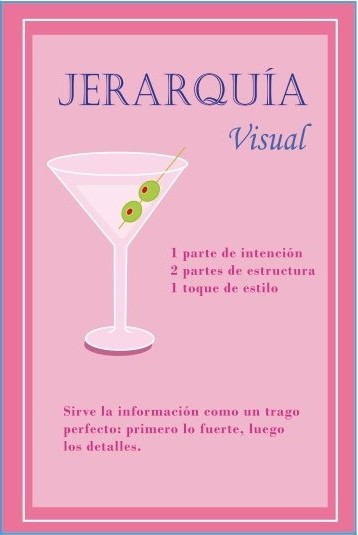 JERARQUÍA
Visual
1 parte de intención
2 partes de estructura
1 toque de estilo
Sirve la información como un trago
perfecto: primero lo fuerte, luego
los detalles.